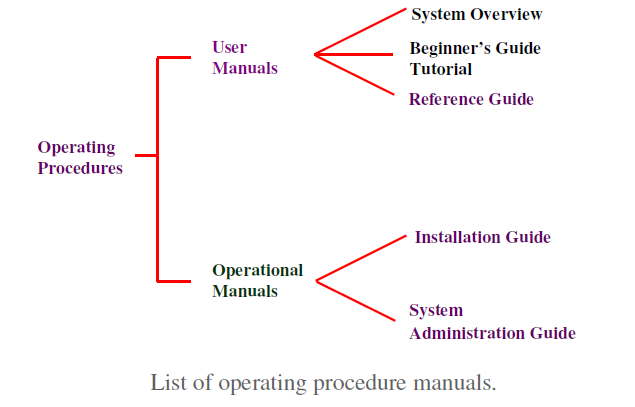 System Overview
User
Manuals
Beginner's Guide
Tutorial
Reference Guide
Operating
Procedures
Installation Guide
Operational
Manuals
System
Administration Guide
List of operating procedure manuals.